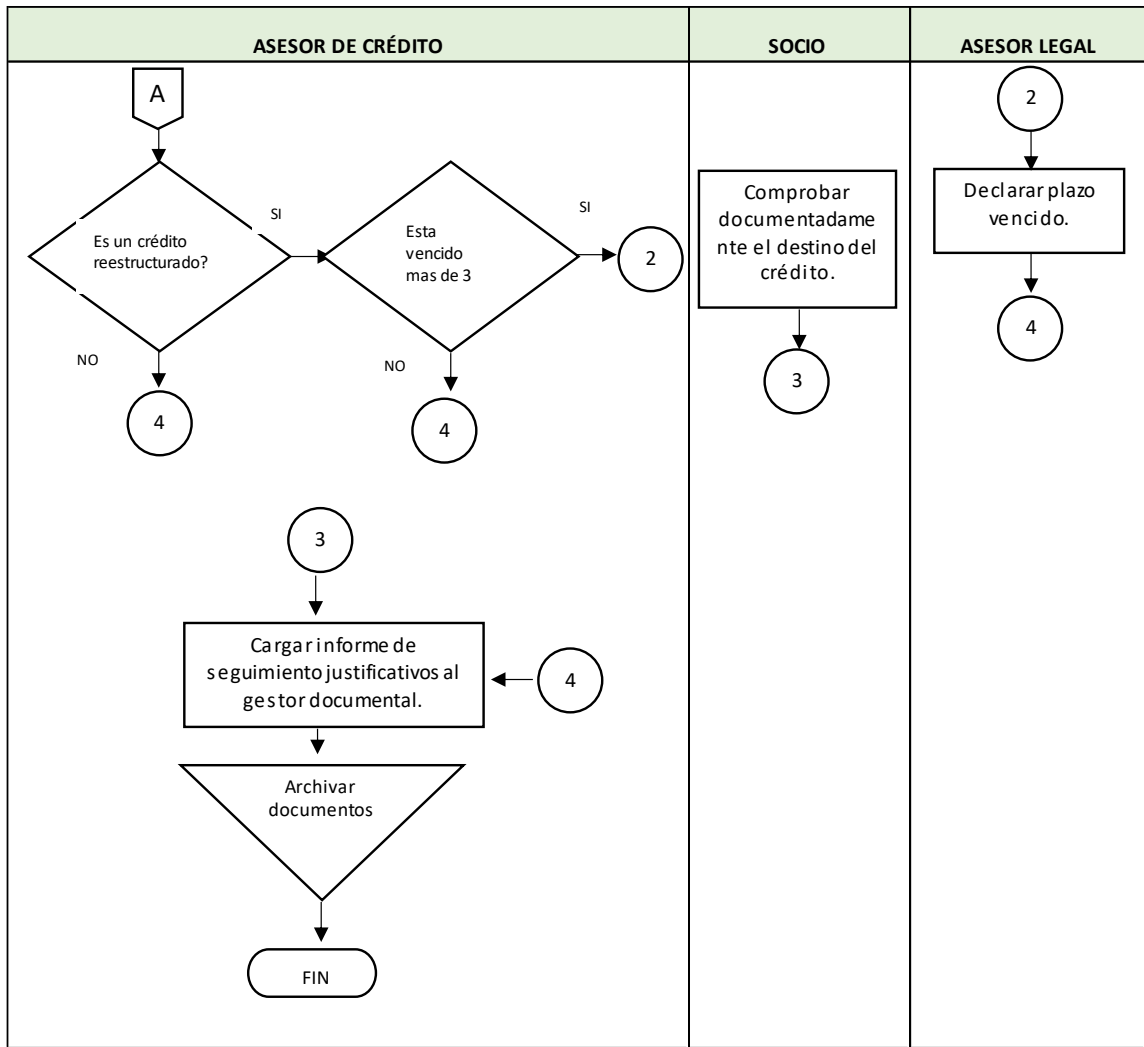 ASESOR DE CRÉDITO
SOCIO
ASESOR LEGAL
A
Es un crédito
reestructurado?
SI
NO
4
Esta
vencido
mas de 3
SI
2
NO
4
3
Cargar informe de
seguimiento justificativos al
gestor documental.
4
Archivar
documentos
FIN
Comprobar
documentadame
nte el destino del
crédito.
3
2
Declarar plazo
vencido.
4